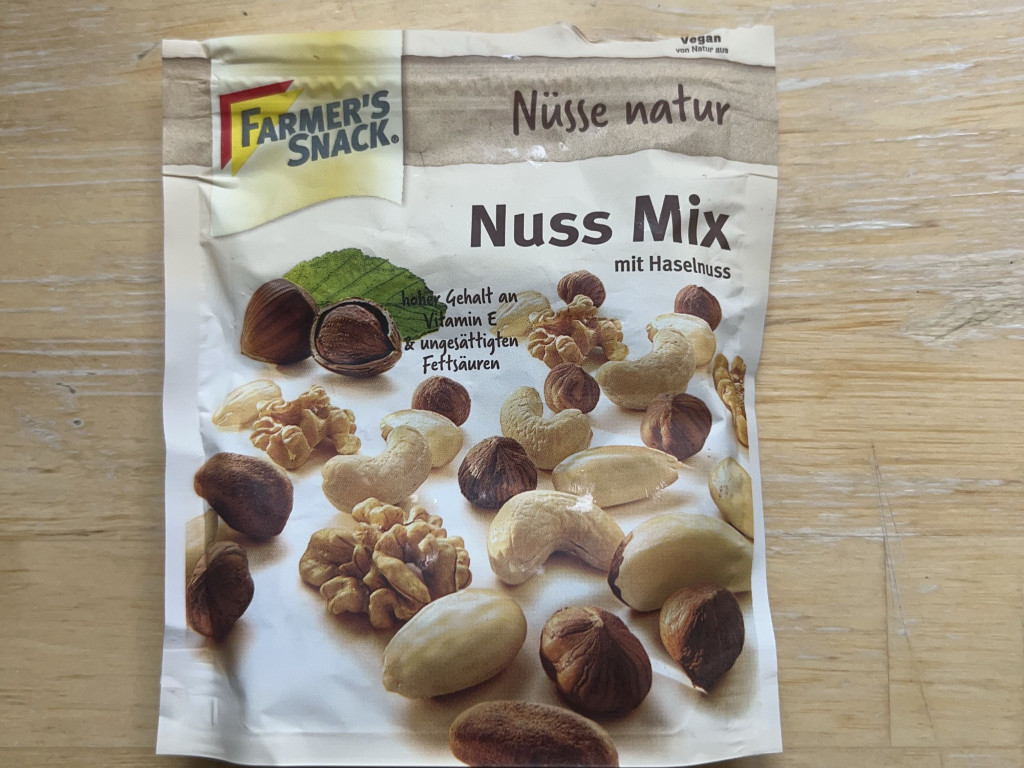 Vegan
von Natur aus
FARMER'S
SNACK®
Nüsse natur
Nuss Mix
mit Haselnuss
hoher Gehalt an
Vitamin E
& ungesättigten
Fettsäuren